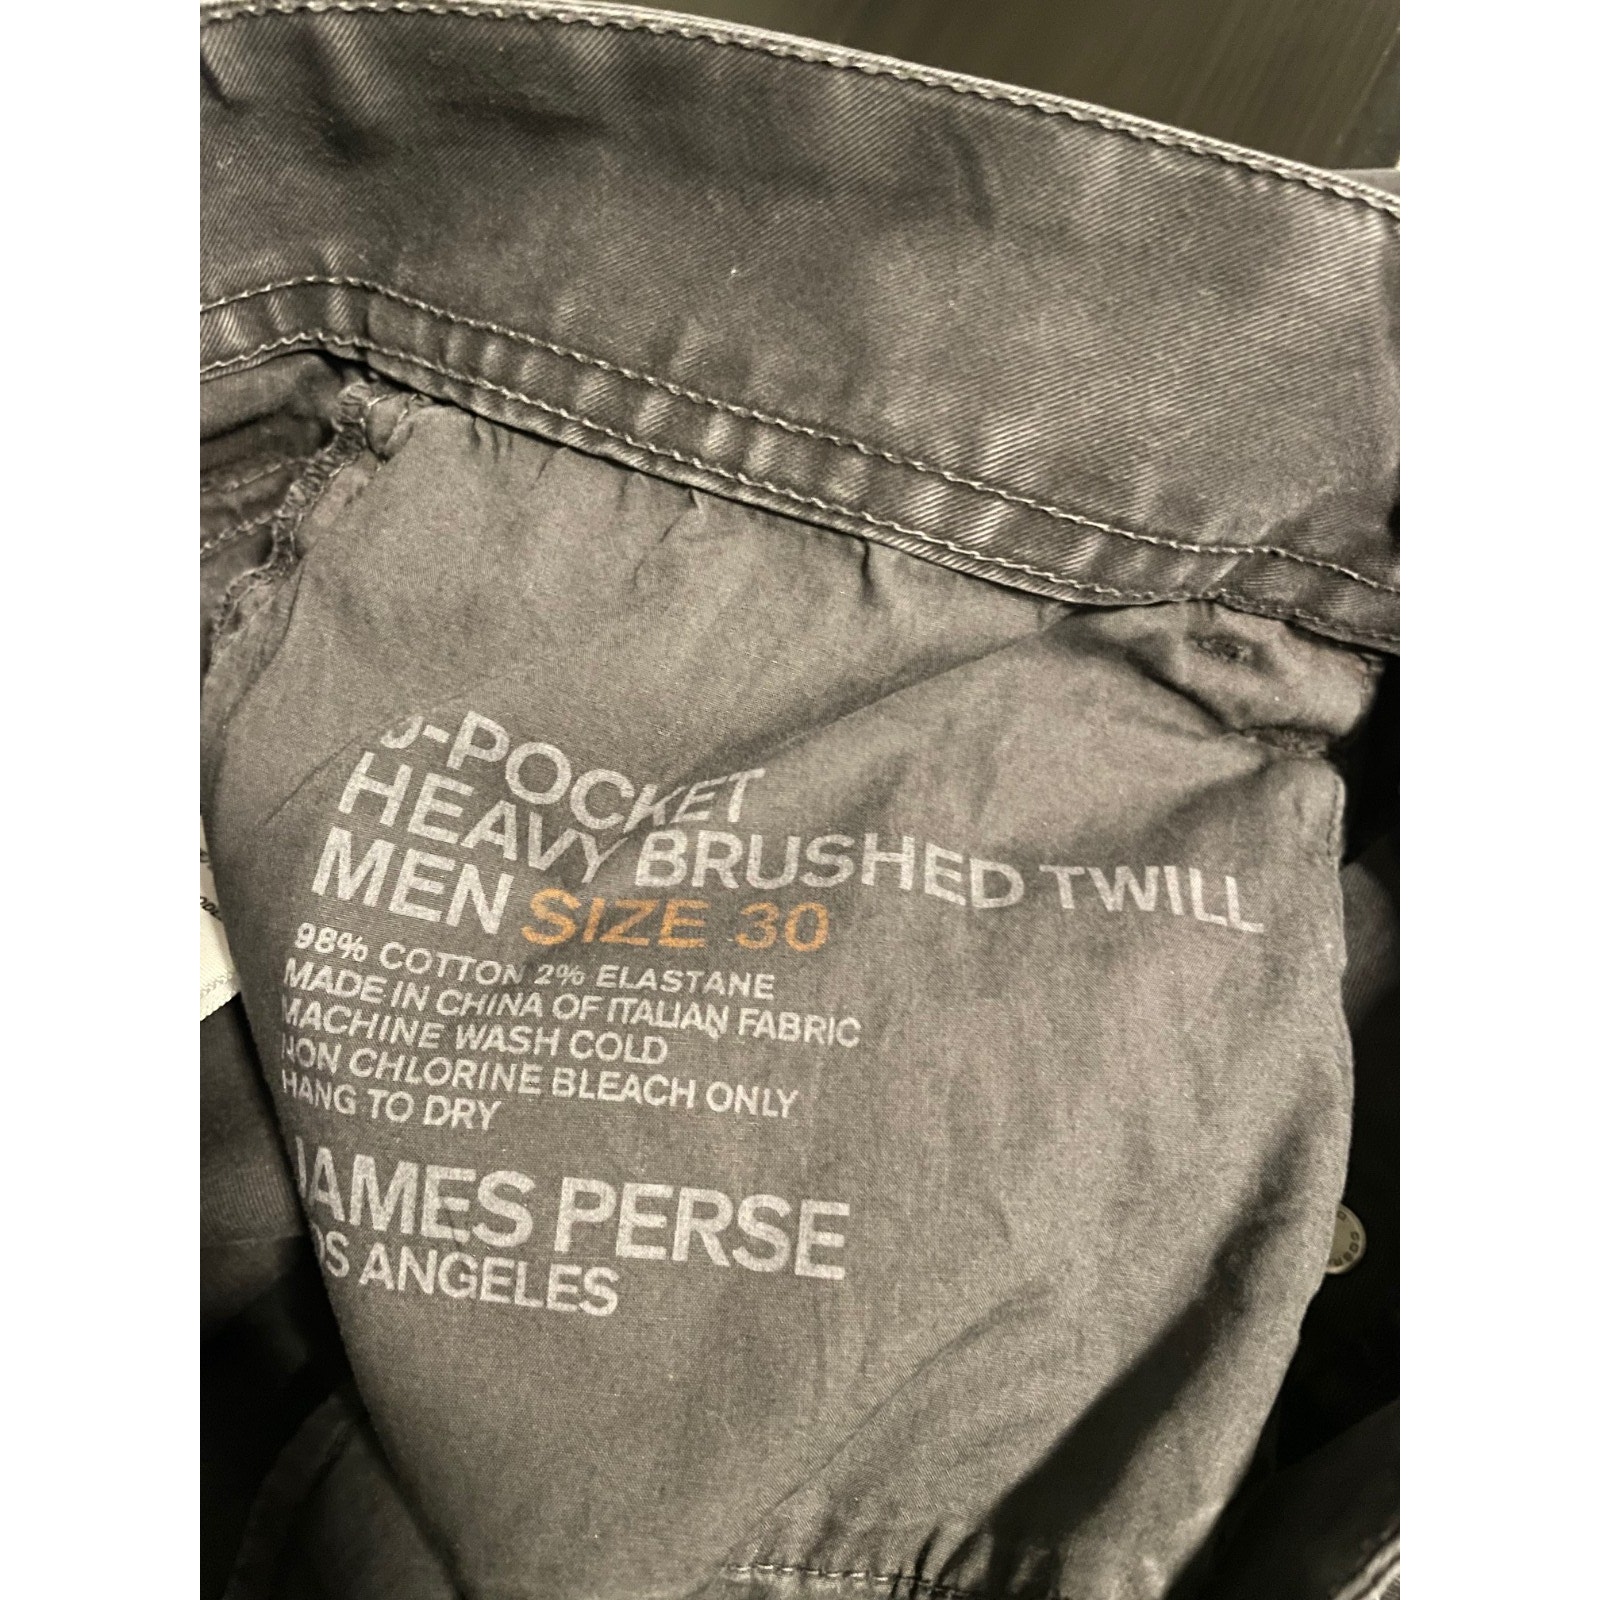 -POCKET
HEAVY BRUSHED TWILL
MEN SIZE 30
98% COTTON 2% ELASTANE
MADE IN CHINA OF ITALIAN FABRIC
MACHINE WASH COLD
NON CHLORINE BLEACH ONLY
HANG TO DRY
JAMES PERSE
LOS ANGELES